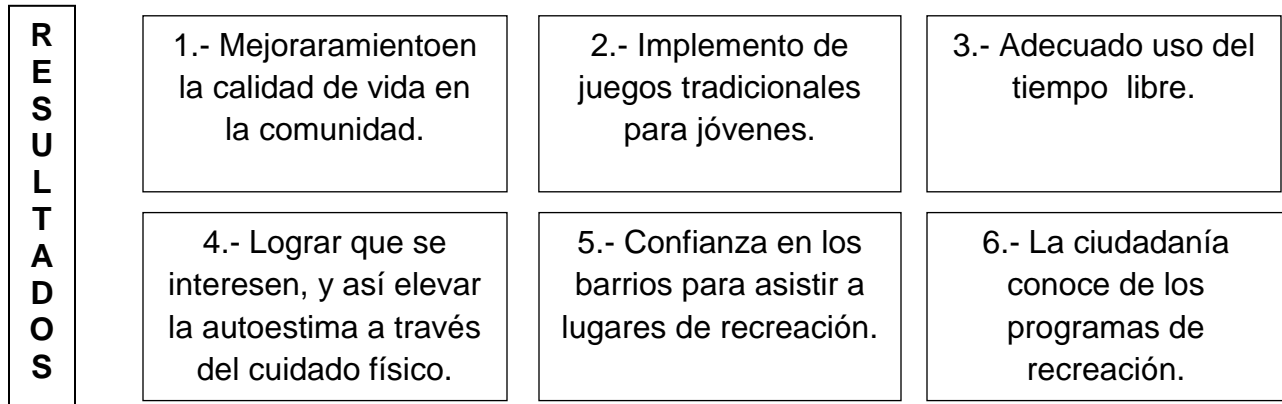 RESULTADOS
1.- Mejoraramientoen
la calidad de vida en
la comunidad.
2.- Implemento de
juegos tradicionales
para jóvenes.
3.- Adecuado uso del
tiempo  libre.
4.- Lograr que se
interesen, y así elevar
la autoestima a través
del cuidado físico.
5.- Confianza en los
barrios para asistir a
lugares de recreación.
6.- La ciudadanía
conoce de los
programas de
recreación.